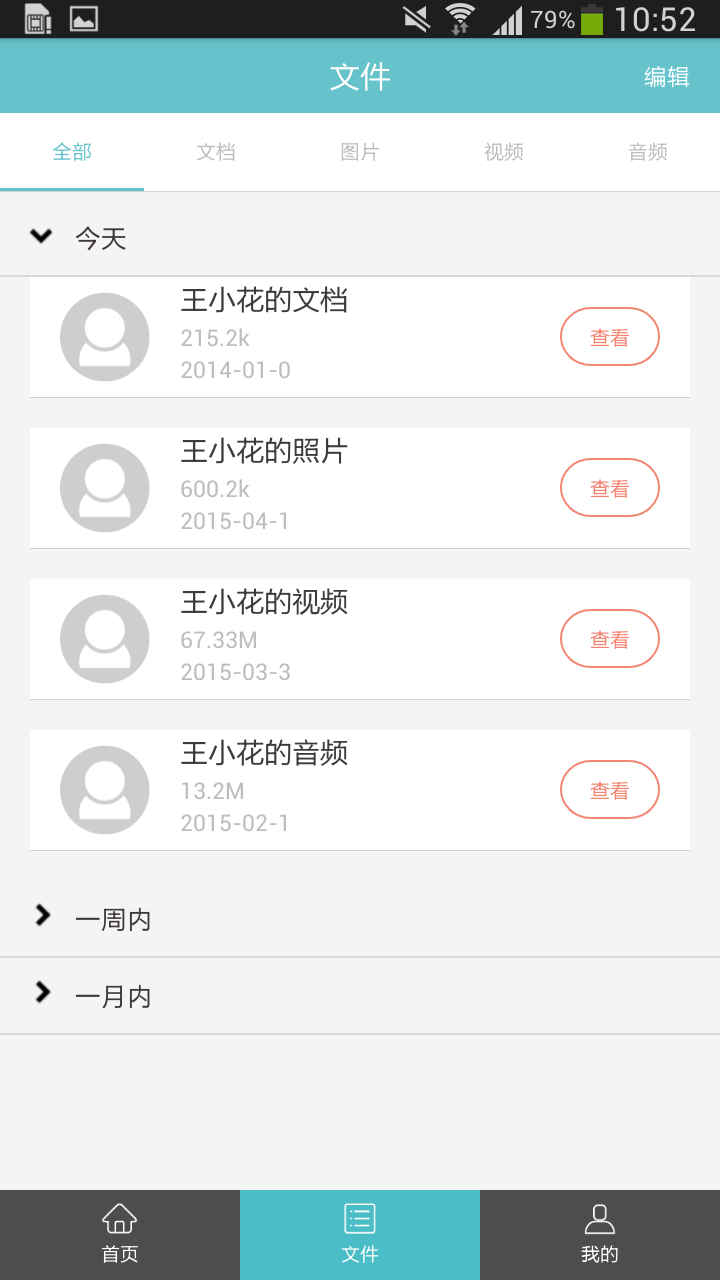 79% 10:52
文件 编辑
全部 文档 图片 视频 音频
今天
王小花的文档
215.2k
2014-01-0
查看
王小花的照片
600.2k
2015-04-1
查看
王小花的视频
67.33M
2015-03-3
查看
王小花的音频
13.2M
2015-02-1
查看
一周内
一月内
首页 文件 我的